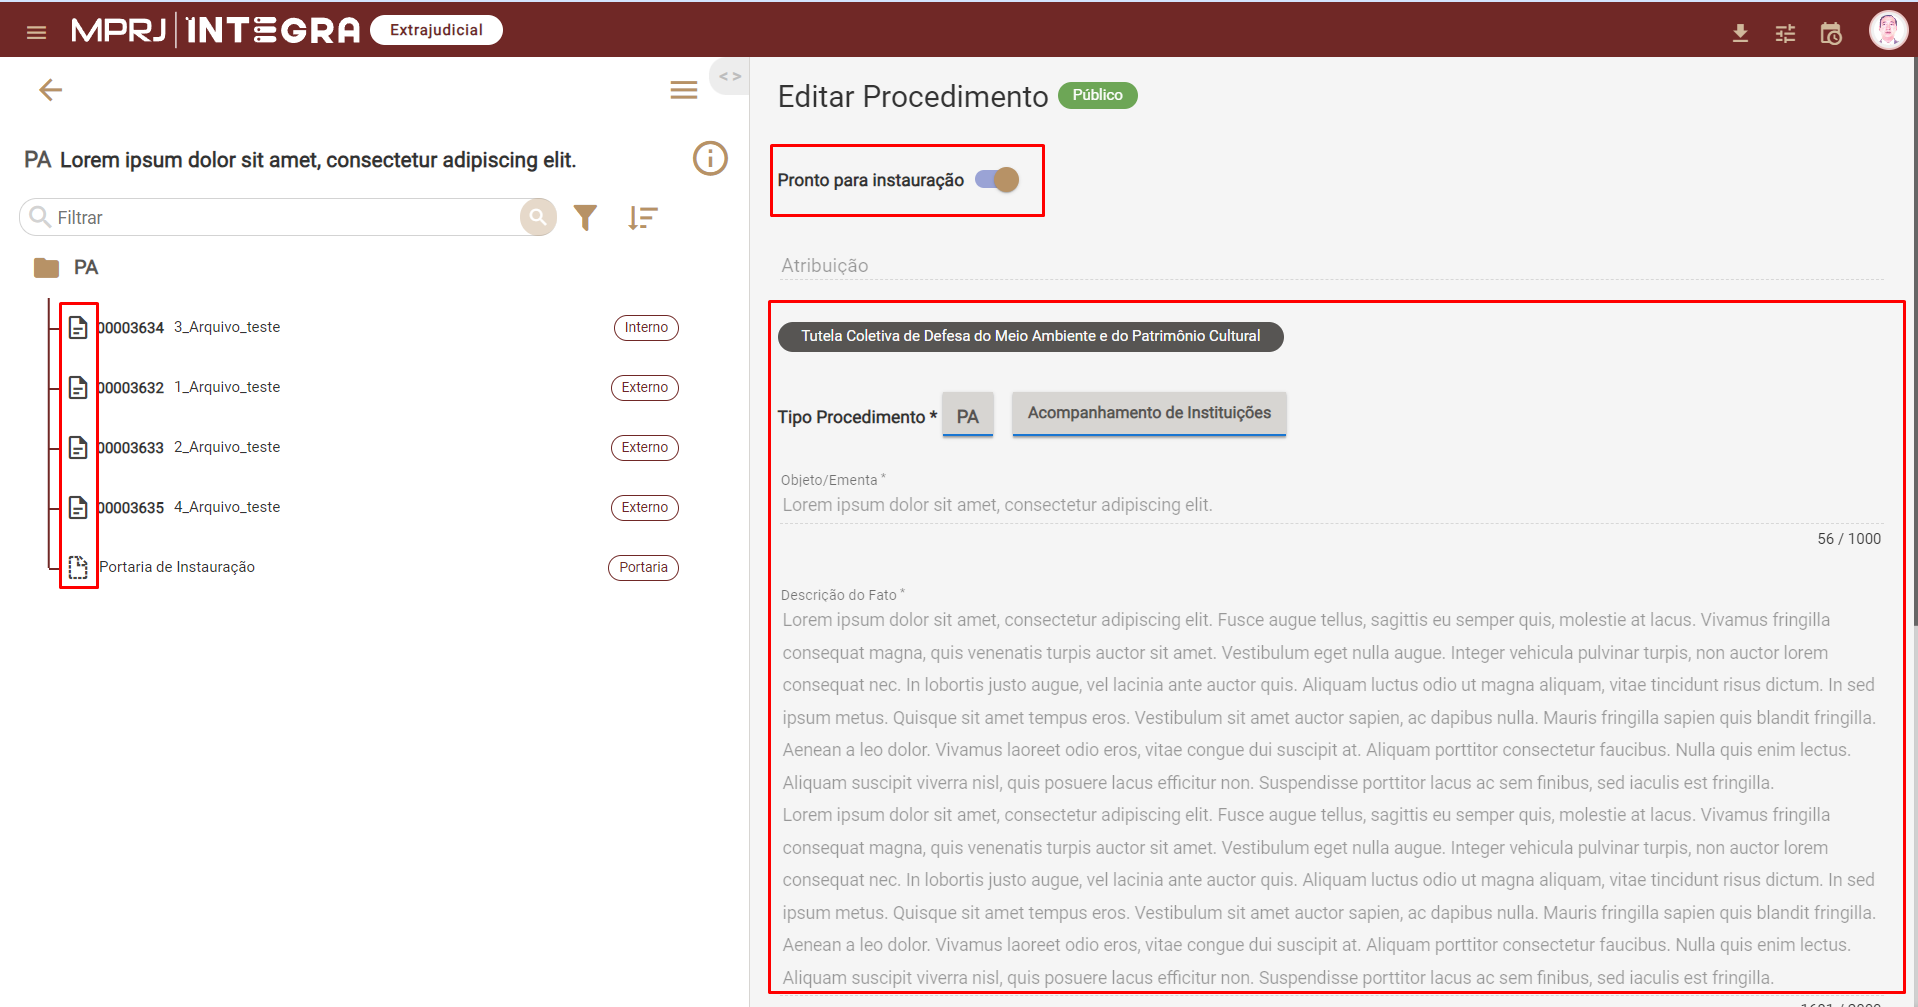 MPRJ INTEGRA Extrajudicial
< >
PA Lorem ipsum dolor sit amet, consectetur adipiscing elit.
Filtrar
PA
00003634 3_Arquivo_teste Interno
00003632 1_Arquivo_teste Externo
00003633 2_Arquivo_teste Externo
00003635 4_Arquivo_teste Externo
Portaria de Instauração Portaria
Editar Procedimento Público
Pronto para instauração
Atribuição
Tutela Coletiva de Defesa do Meio Ambiente e do Patrimônio Cultural
Tipo Procedimento * PA Acompanhamento de Instituições
Objeto/Ementa *
Lorem ipsum dolor sit amet, consectetur adipiscing elit.
56 / 1000
Descrição do Fato *
Lorem ipsum dolor sit amet, consectetur adipiscing elit. Fusce augue tellus, sagittis eu semper quis, molestie at lacus. Vivamus fringilla
consequat magna, quis venenatis turpis auctor sit amet. Vestibulum eget nulla augue. Integer vehicula pulvinar turpis, non auctor lorem
consequat nec. In lobortis justo augue, vel lacinia ante auctor quis. Aliquam luctus odio ut magna aliquam, vitae tincidunt risus dictum. In sed
ipsum metus. Quisque sit amet tempus eros. Vestibulum sit amet auctor sapien, ac dapibus nulla. Mauris fringilla sapien quis blandit fringilla.
Aenean a leo dolor. Vivamus laoreet odio eros, vitae congue dui suscipit at. Aliquam porttitor consectetur faucibus. Nulla quis enim lectus.
Aliquam suscipit viverra nisl, quis posuere lacus efficitur non. Suspendisse porttitor lacus ac sem finibus, sed iaculis est fringilla.
Lorem ipsum dolor sit amet, consectetur adipiscing elit. Fusce augue tellus, sagittis eu semper quis, molestie at lacus. Vivamus fringilla
consequat magna, quis venenatis turpis auctor sit amet. Vestibulum eget nulla augue. Integer vehicula pulvinar turpis, non auctor lorem
consequat nec. In lobortis justo augue, vel lacinia ante auctor quis. Aliquam luctus odio ut magna aliquam, vitae tincidunt risus dictum. In sed
ipsum metus. Quisque sit amet tempus eros. Vestibulum sit amet auctor sapien, ac dapibus nulla. Mauris fringilla sapien quis blandit fringilla.
Aenean a leo dolor. Vivamus laoreet odio eros, vitae congue dui suscipit at. Aliquam porttitor consectetur faucibus. Nulla quis enim lectus.
Aliquam suscipit viverra nisl, quis posuere lacus efficitur non. Suspendisse porttitor lacus ac sem finibus, sed iaculis est fringilla.